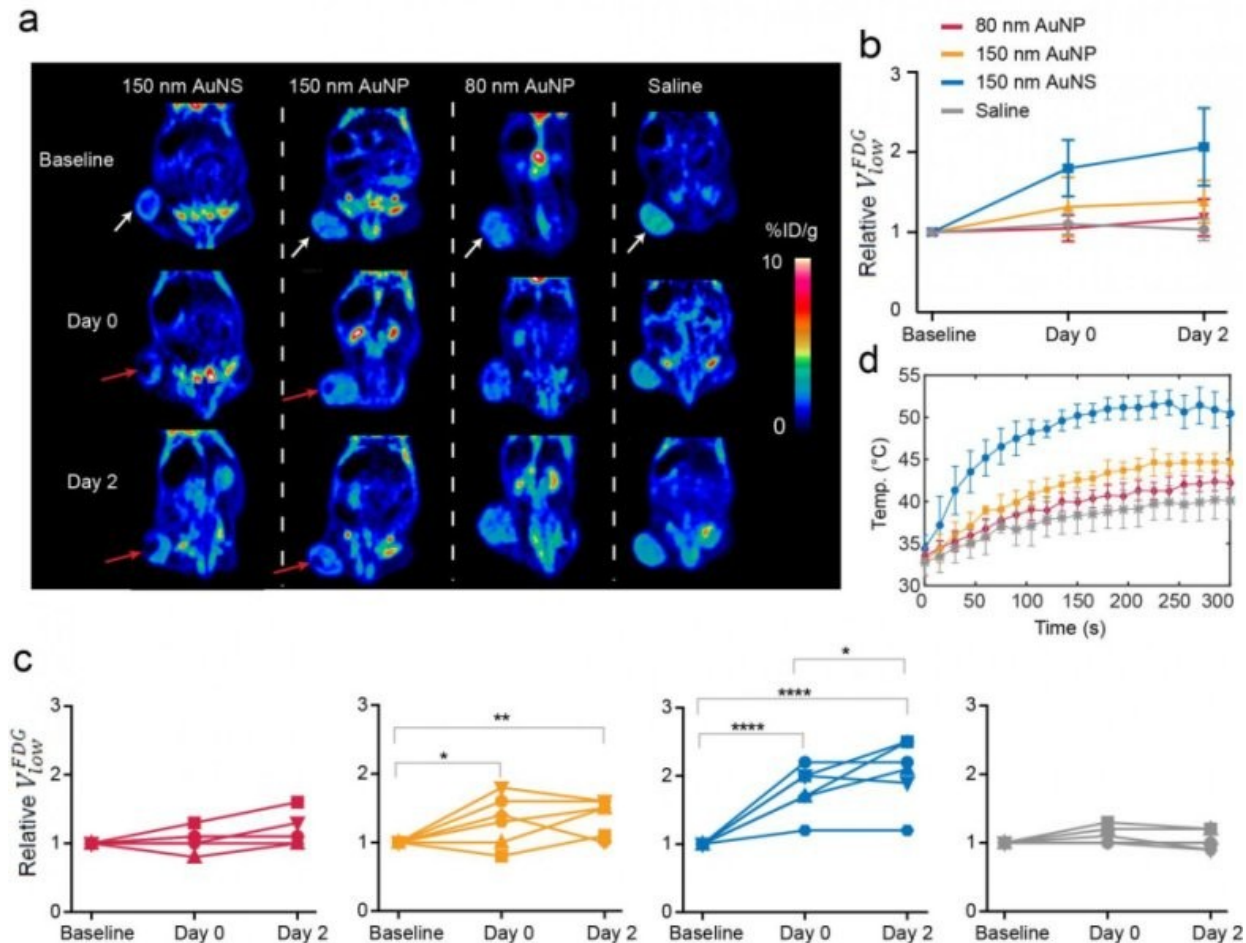 a
150 nm AuNS
150 nm AuNP
80 nm AuNP
Saline
Baseline
Day 0
Day 2
%ID/g
10
0
b
80 nm AuNP
150 nm AuNP
150 nm AuNS
Saline
Relative V_low^FDG
3
2
1
0
Baseline Day 0 Day 2
d
Temp. (°C)
55
50
45
40
35
30
0 50 100 150 200 250 300
Time (s)
c
Relative V_low^FDG
3
2
1
0
Baseline Day 0 Day 2
3
2
1
0
**
*
Baseline Day 0 Day 2
3
2
1
0
*
****
****
Baseline Day 0 Day 2
3
2
1
0
Baseline Day 0 Day 2